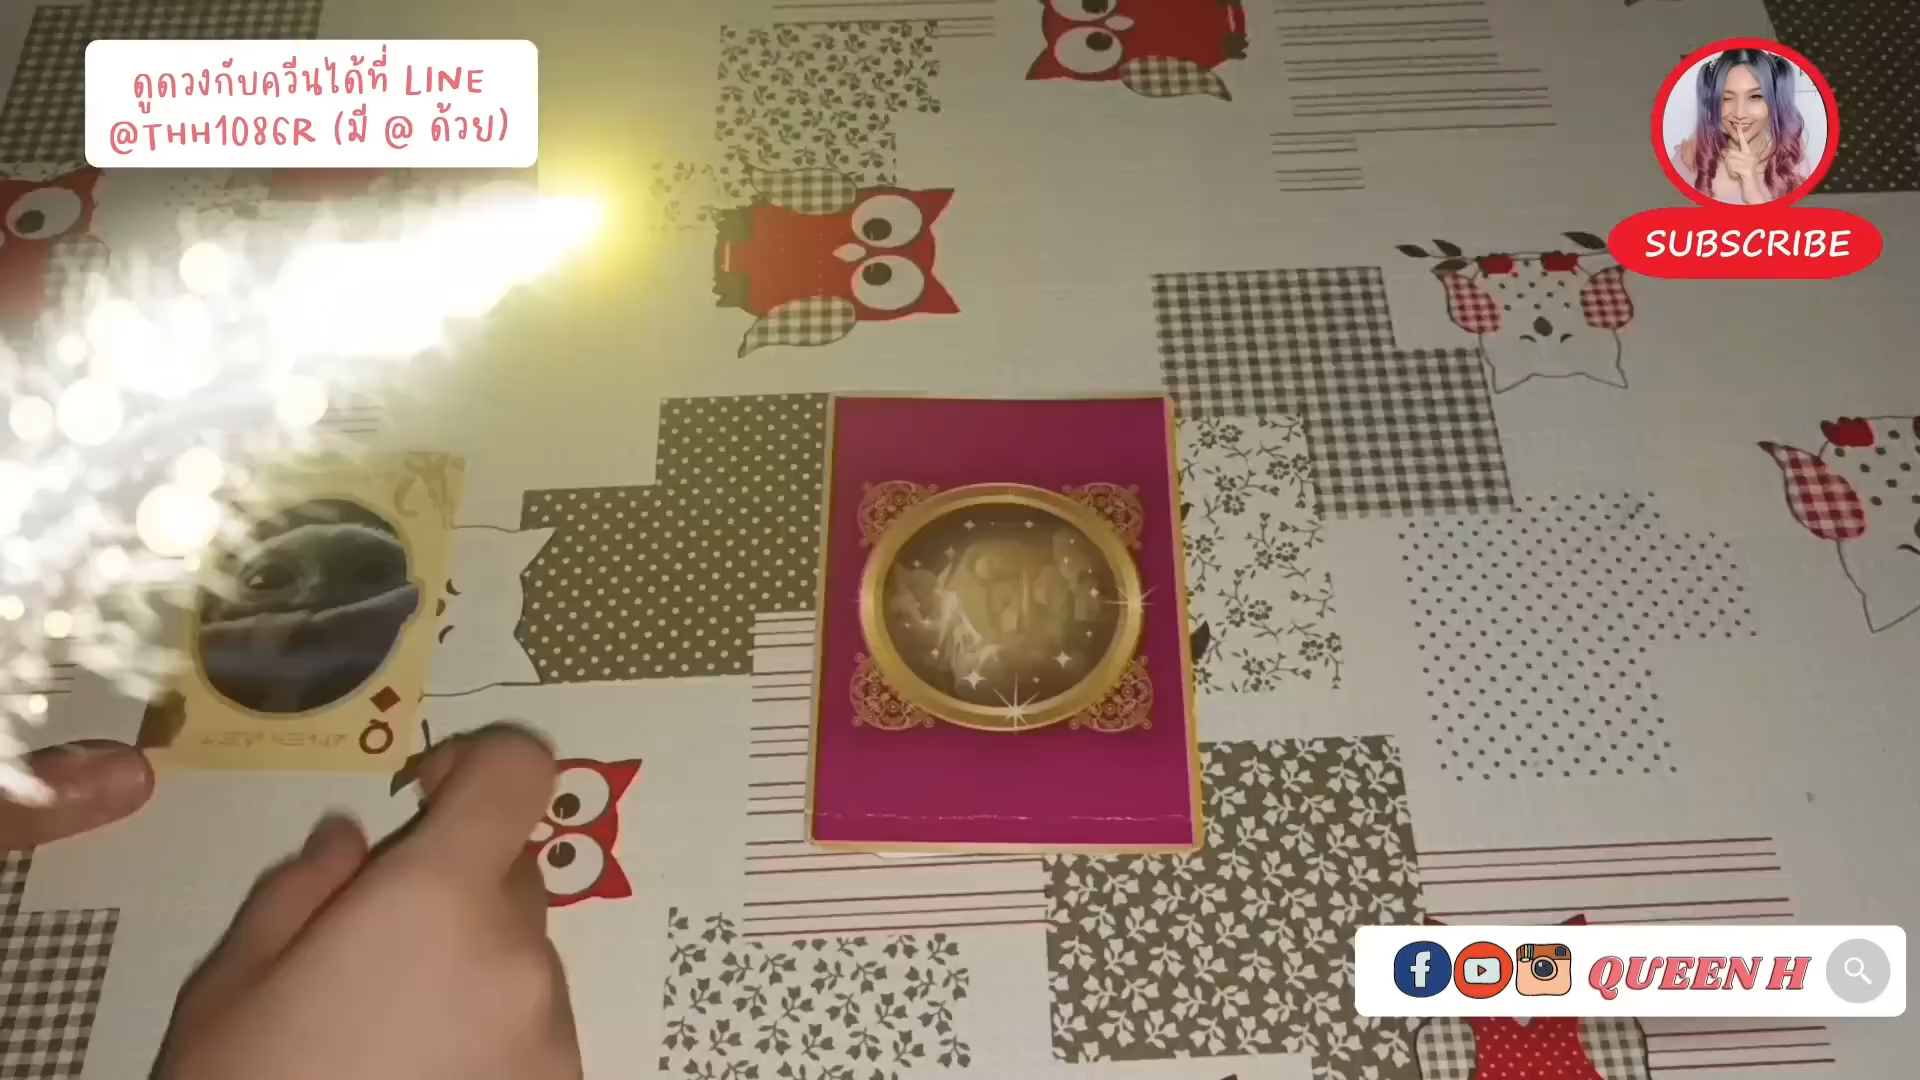 ดูดวงกับควีนได้ที่ LINE
@THH1086R (มี @ ด้วย)
SUBSCRIBE
Q
QUEEN H